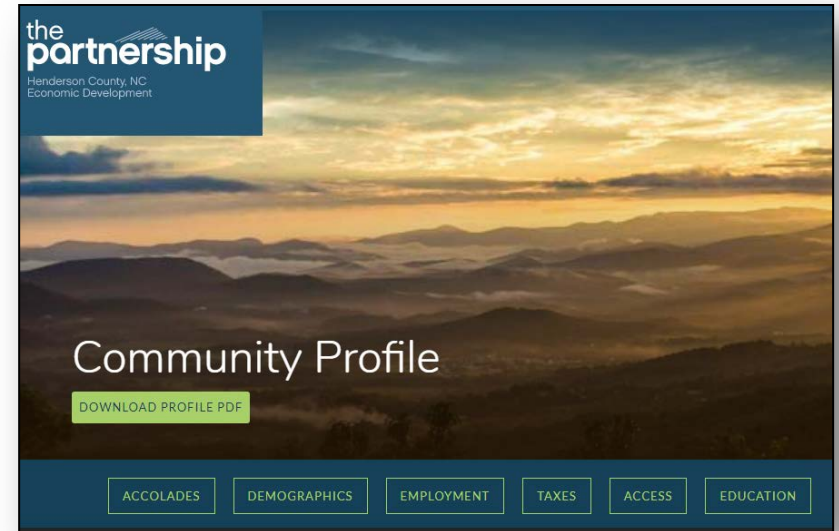 the
partnership
Henderson County, NC
Economic Development
Community Profile
DOWNLOAD PROFILE PDF
ACCOLADES DEMOGRAPHICS EMPLOYMENT TAXES ACCESS EDUCATION